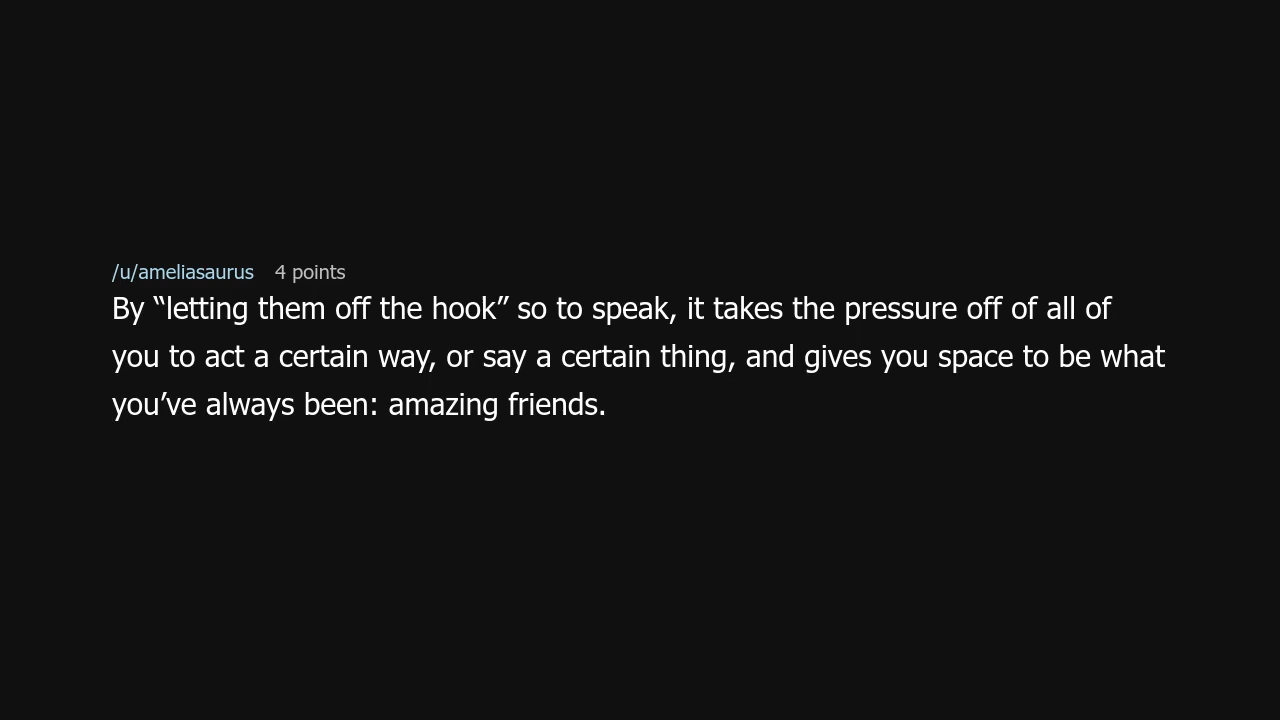 /u/ameliasaurus 4 points
By “letting them off the hook” so to speak, it takes the pressure off of all of
you to act a certain way, or say a certain thing, and gives you space to be what
you’ve always been: amazing friends.